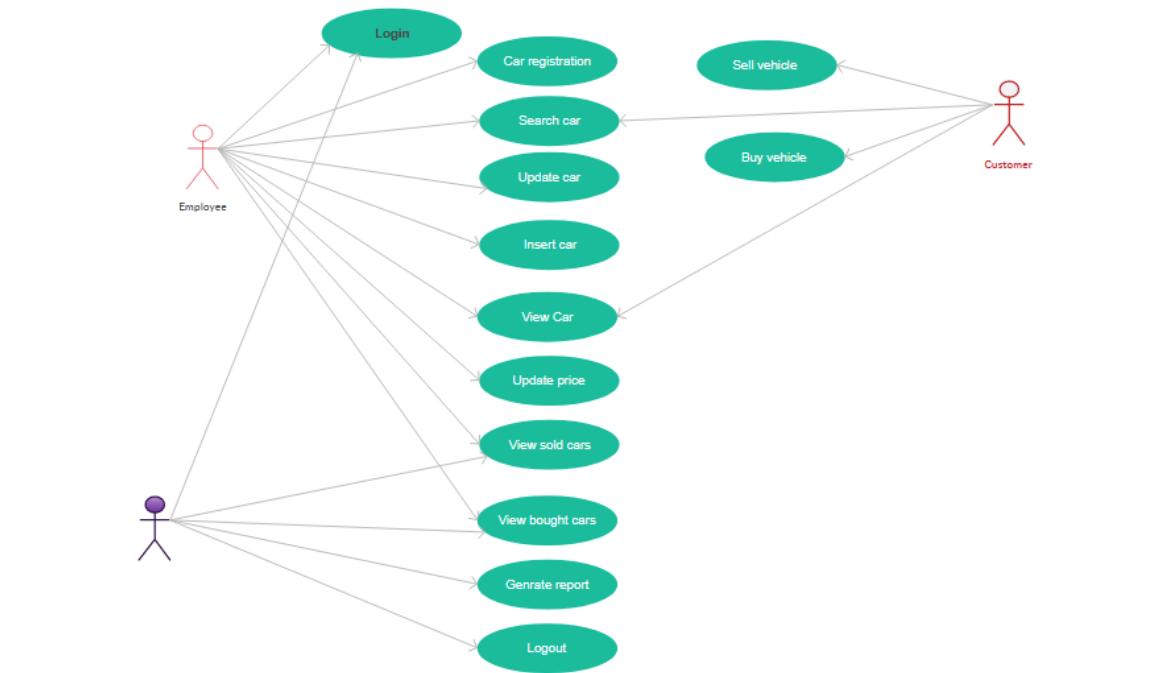 Login
Car registration
Sell vehicle
Search car
Buy vehicle
Customer
Update car
Employee
Insert car
View Car
Update price
View sold cars
View bought cars
Genrate report
Logout